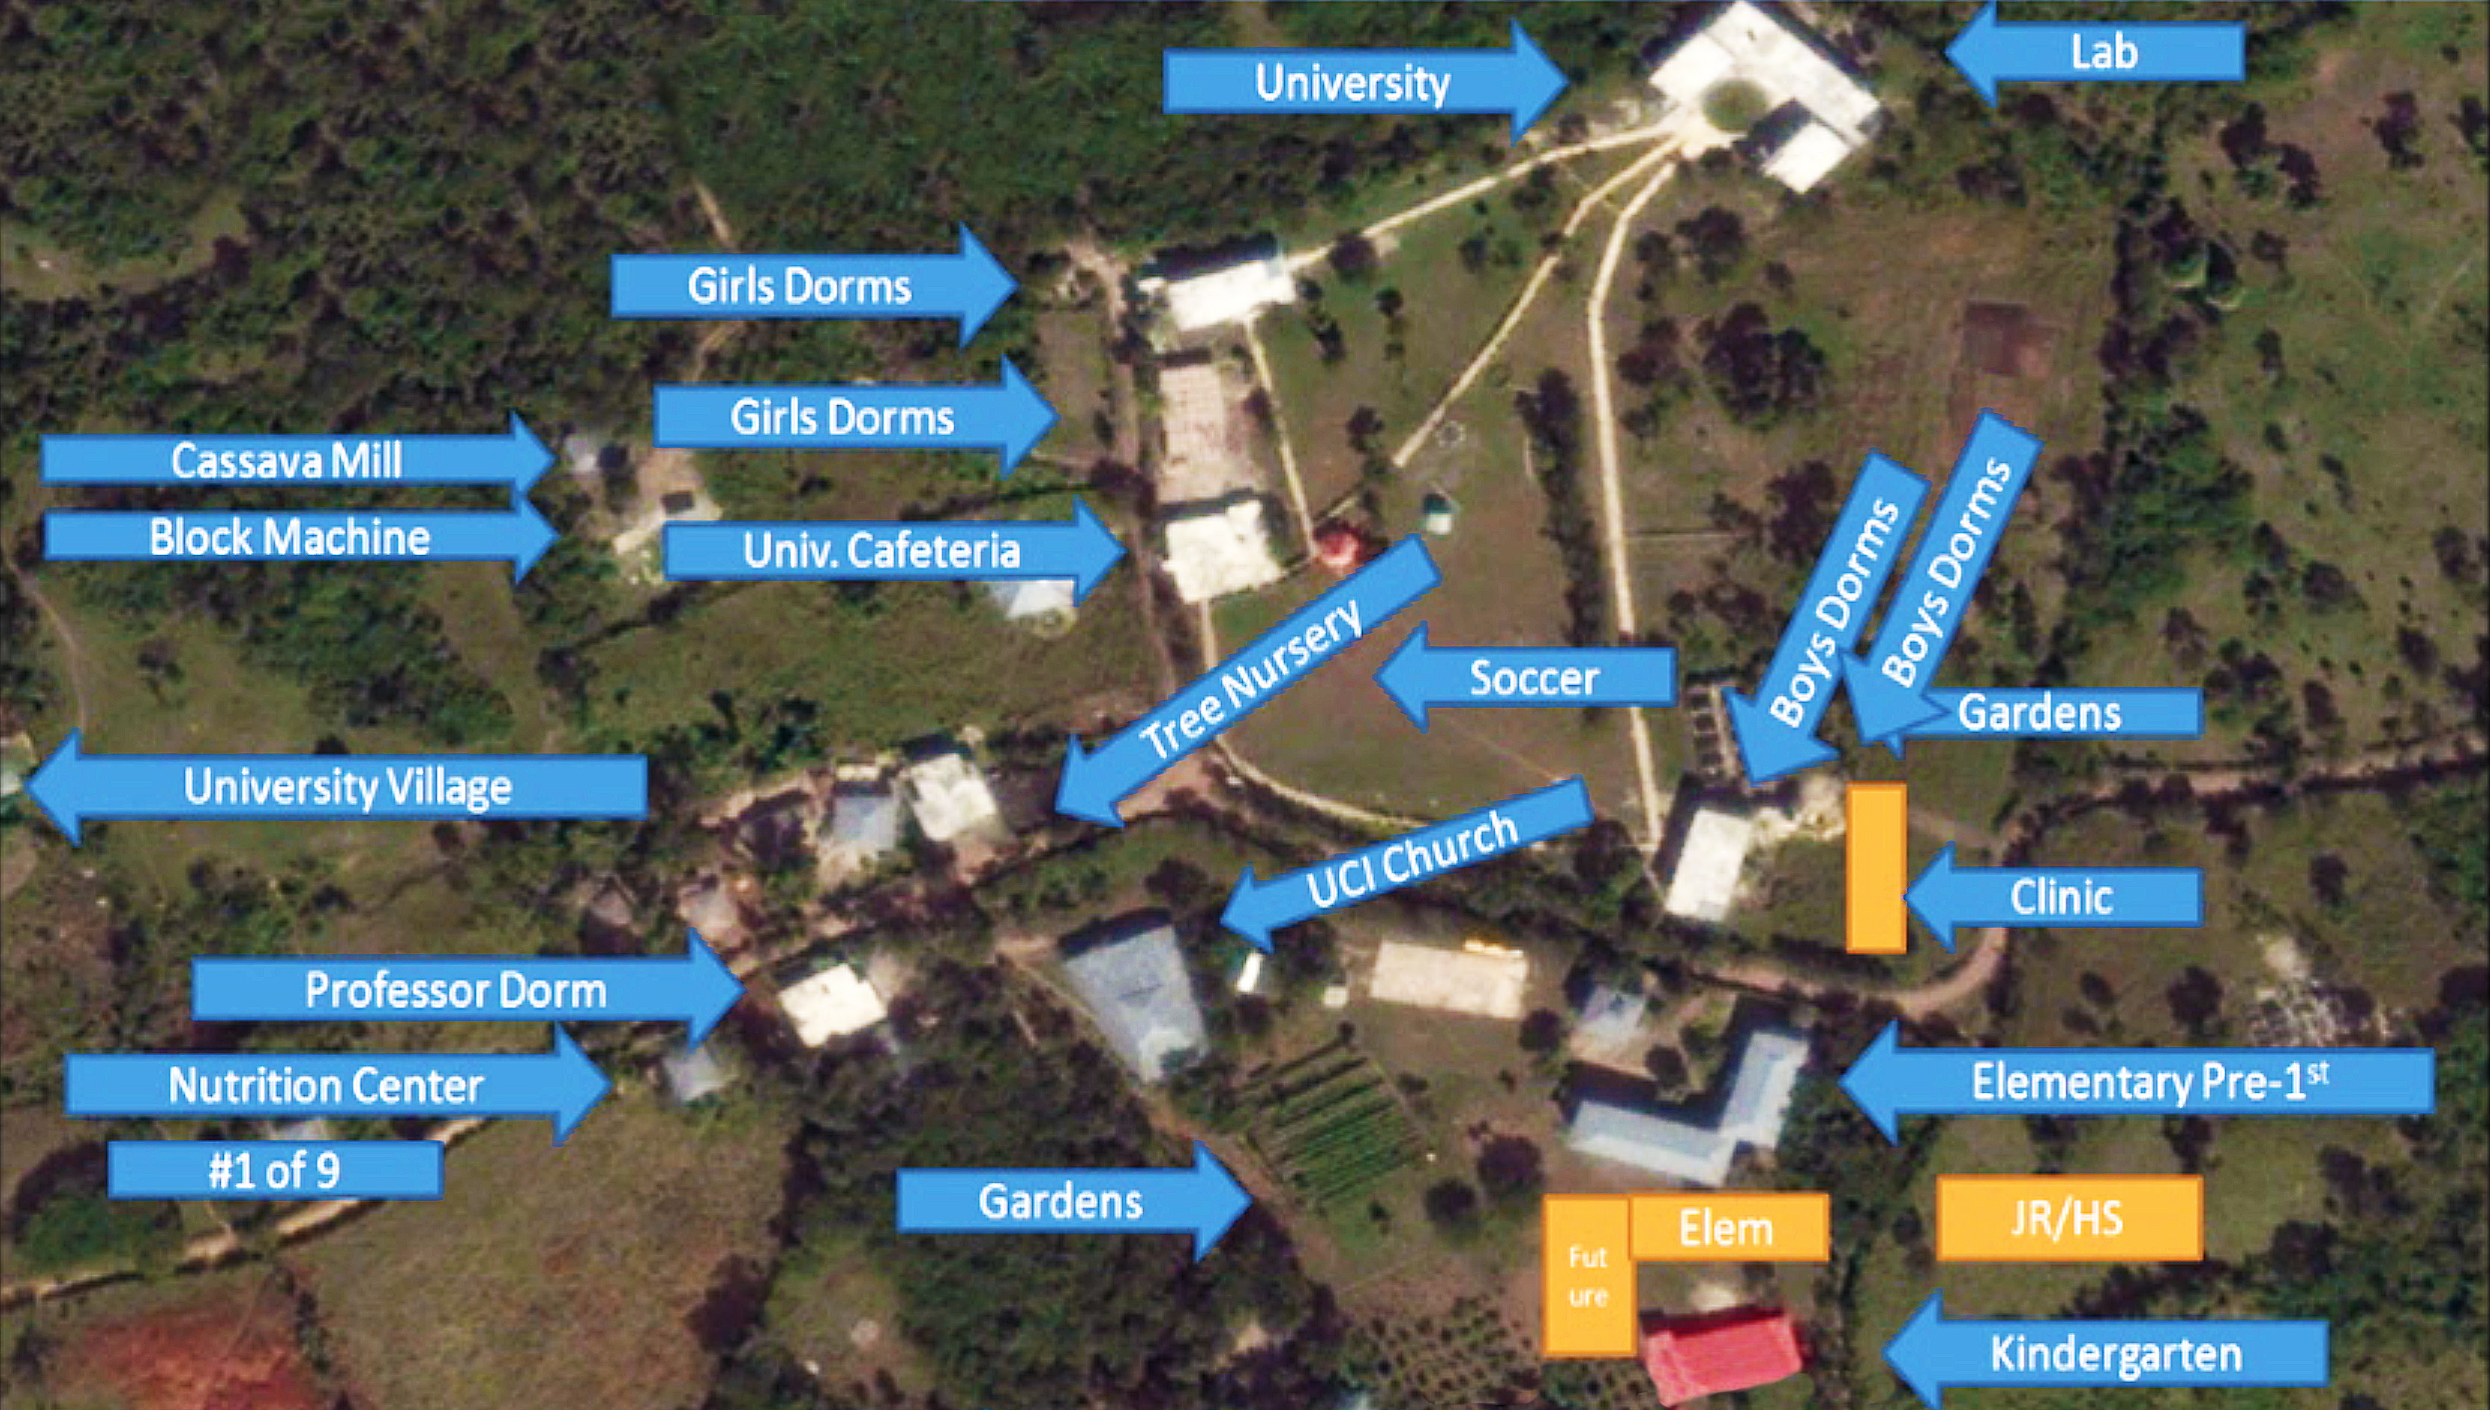 University
Lab
Girls Dorms
Girls Dorms
Cassava Mill
Block Machine
Univ. Cafeteria
Boys Dorms
Boys Dorms
Tree Nursery
Soccer
Gardens
University Village
UCI Church
Clinic
Professor Dorm
Nutrition Center
#1 of 9
Elementary Pre-1st
Gardens
Elem
JR/HS
Fut
ure
Kindergarten